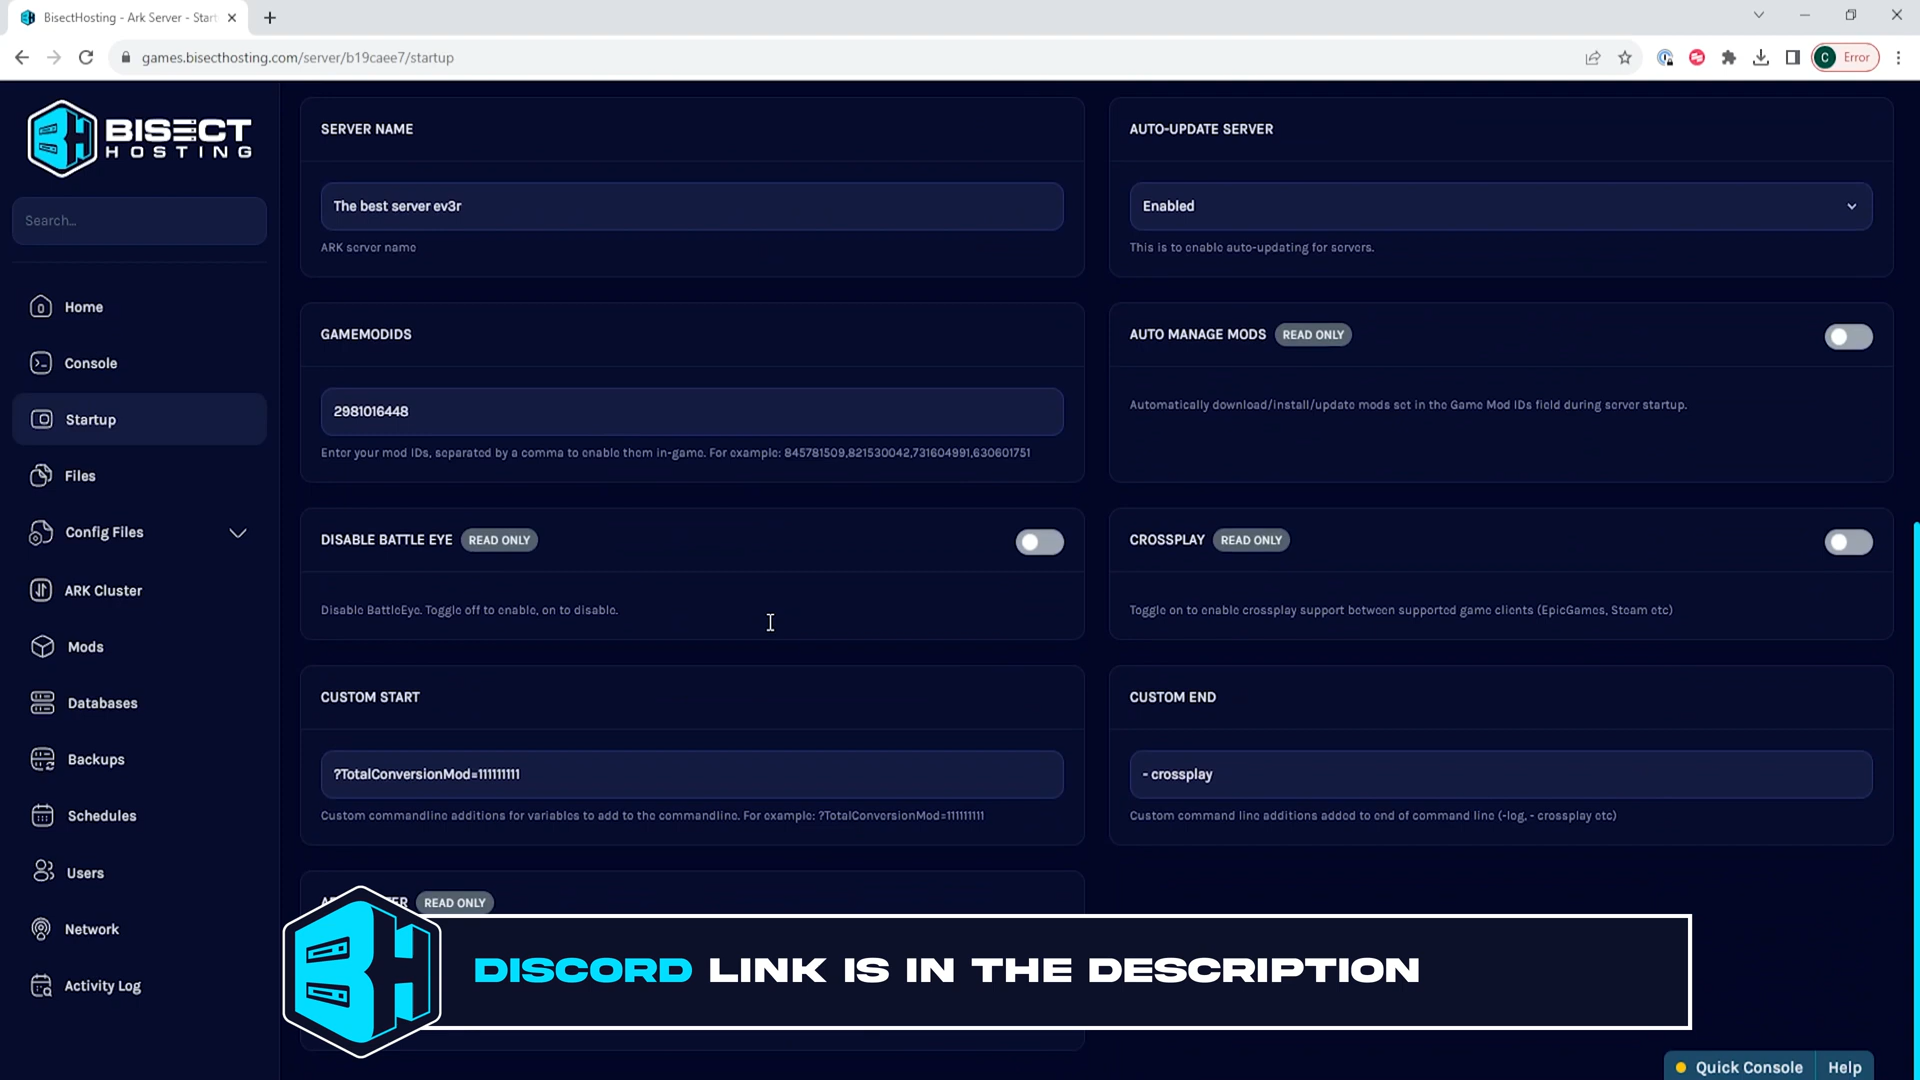 BisectHosting - Ark Server - Start
games.bisecthosting.com/server/b19caee7/startup
C Error
BISECT
HOSTING
Search...
Home
Console
Startup
Files
Config Files
ARK Cluster
Mods
Databases
Backups
Schedules
Users
Network
Activity Log
SERVER NAME
The best server ev3r
ARK server name
AUTO-UPDATE SERVER
Enabled
This is to enable auto-updating for servers.
GAMEMODIDS
2981016448
Enter your mod IDs, separated by a comma to enable them in-game. For example: 845781509,821530042,731604991,630601751
AUTO MANAGE MODS READ ONLY
Automatically download/install/update mods set in the Game Mod IDs field during server startup.
DISABLE BATTLE EYE READ ONLY
Disable BattleEye. Toggle off to enable, on to disable.
CROSSPLAY READ ONLY
Toggle on to enable crossplay support between supported game clients (EpicGames, Steam etc)
CUSTOM START
?TotalConversionMod=111111111
Custom commandline additions for variables to add to the commandline. For example: ?TotalConversionMod=111111111
CUSTOM END
- crossplay
Custom command line additions added to end of command line (-log, - crossplay etc)
READ ONLY
DISCORD LINK IS IN THE DESCRIPTION
Quick Console
Help